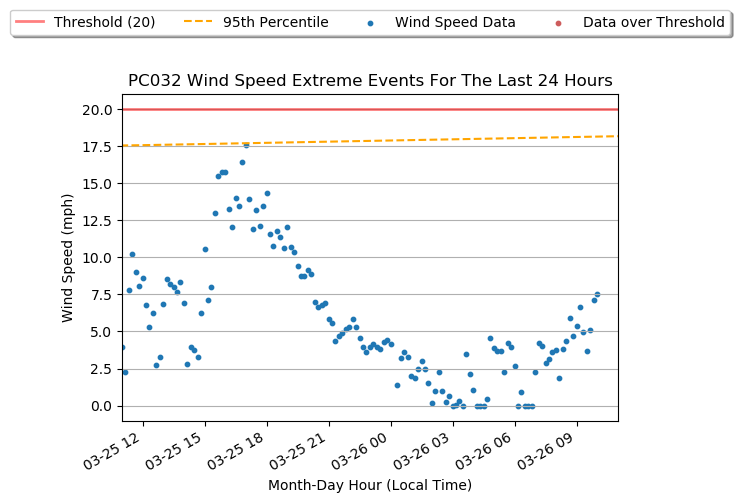 Threshold (20) 95th Percentile Wind Speed Data Data over Threshold
PC032 Wind Speed Extreme Events For The Last 24 Hours
20.0
17.5
15.0
12.5
10.0
7.5
5.0
2.5
0.0
Wind Speed (mph)
03-25 12 03-25 15 03-25 18 03-25 21 03-26 00 03-26 03 03-26 06 03-26 09
Month-Day Hour (Local Time)